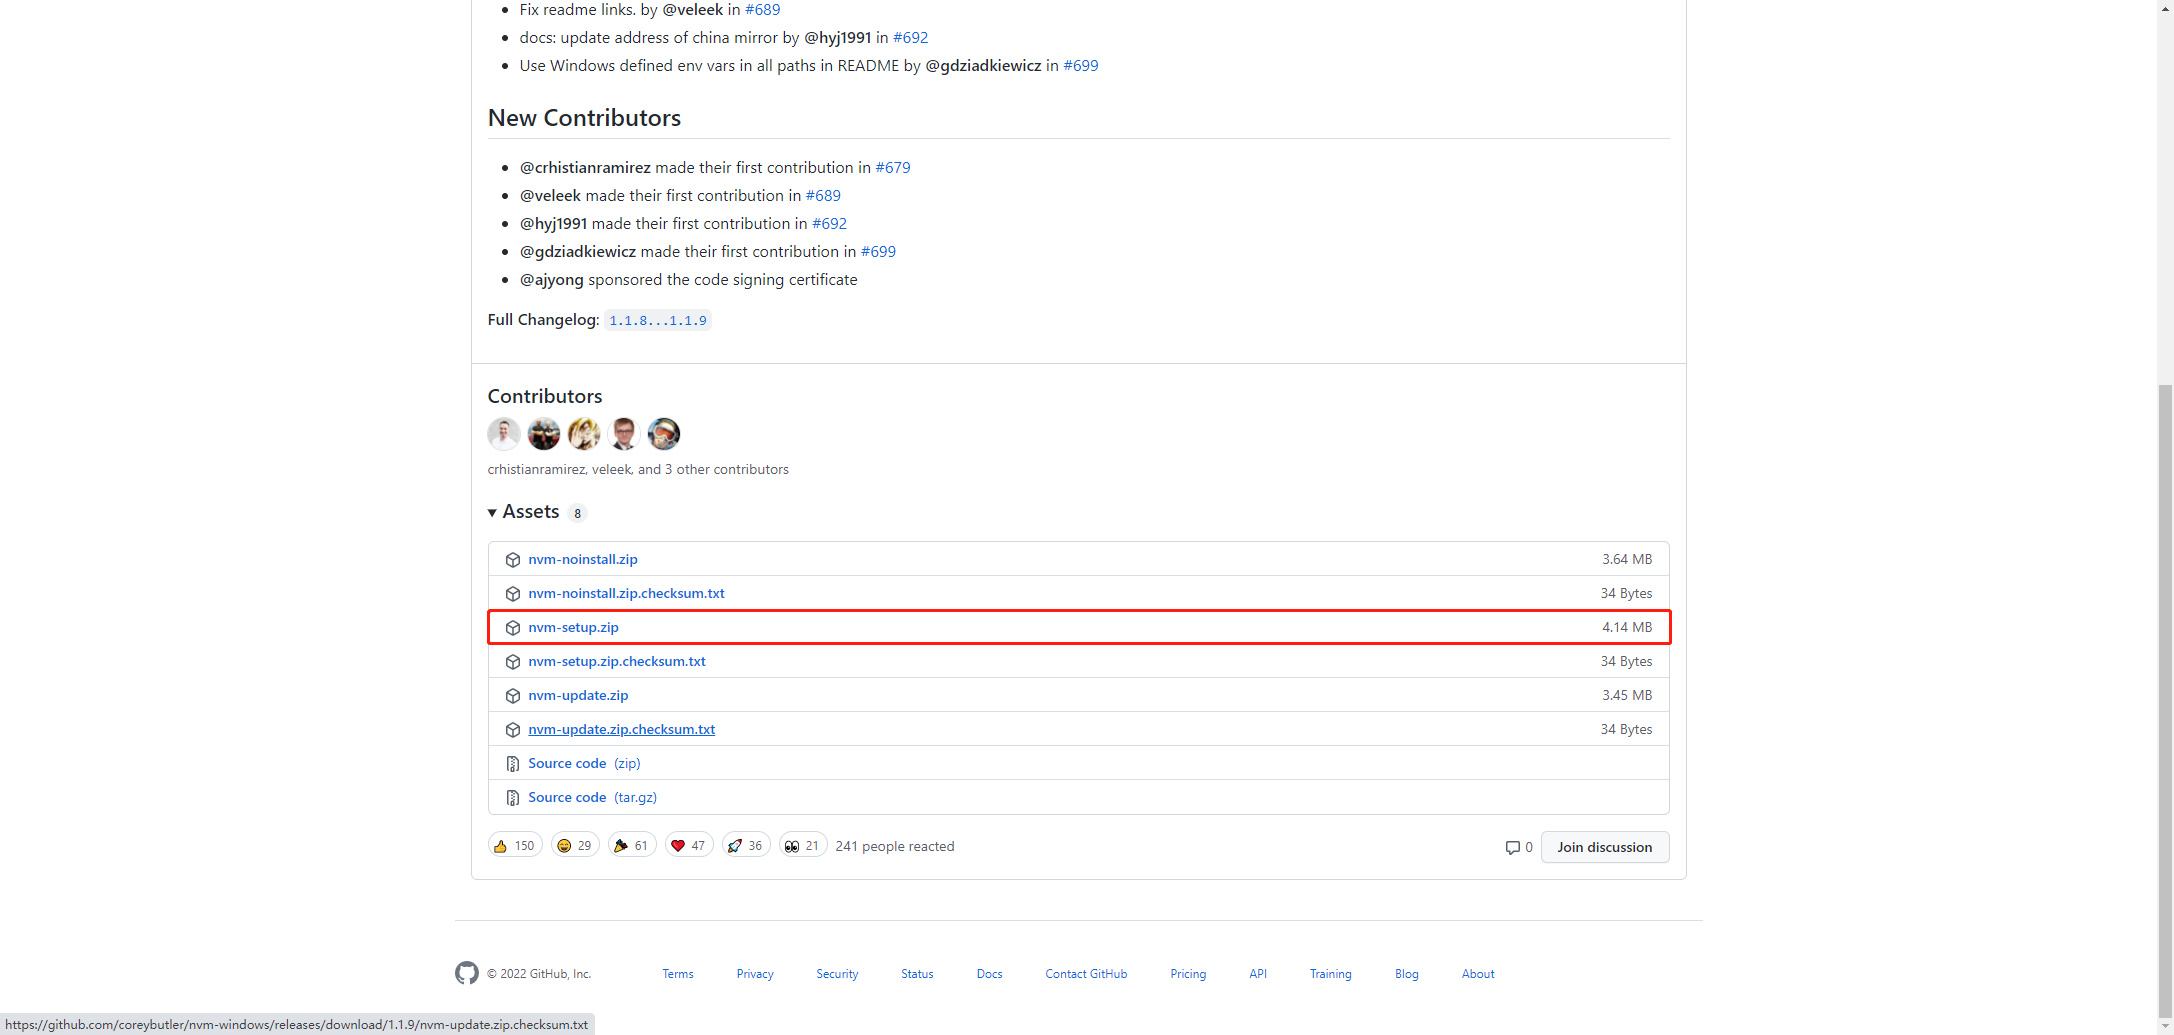 Fix readme links. by @veleek in #689
docs: update address of china mirror by @hyj1991 in #692
Use Windows defined env vars in all paths in README by @gdziadkiewicz in #699
New Contributors
@crhistianramirez made their first contribution in #679
@veleek made their first contribution in #689
@hyj1991 made their first contribution in #692
@gdziadkiewicz made their first contribution in #699
@ajyong sponsored the code signing certificate
Full Changelog: 1.1.8...1.1.9
Contributors
crhistianramirez, veleek, and 3 other contributors
Assets 8
nvm-noinstall.zip 3.64 MB
nvm-noinstall.zip.checksum.txt 34 Bytes
nvm-setup.zip 4.14 MB
nvm-setup.zip.checksum.txt 34 Bytes
nvm-update.zip 3.45 MB
nvm-update.zip.checksum.txt 34 Bytes
Source code (zip)
Source code (tar.gz)
150 29 61 47 36 21 241 people reacted 0 Join discussion
© 2022 GitHub, Inc. Terms Privacy Security Status Docs Contact GitHub Pricing API Training Blog About
https://github.com/coreybutler/nvm-windows/releases/download/1.1.9/nvm-update.zip.checksum.txt